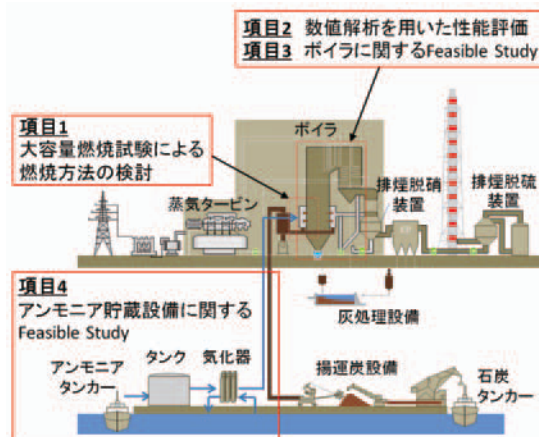 項目2 数値解析を用いた性能評価
項目3 ボイラに関するFeasible Study
項目1
大容量燃焼試験による
燃焼方法の検討
ボイラ
蒸気タービン
排煙脱硝
装置
排煙脱硫
装置
EP
項目4
アンモニア貯蔵設備に関する
Feasible Study
灰処理設備
アンモニア
タンカー
タンク
気化器
揚運炭設備
石炭
タンカー